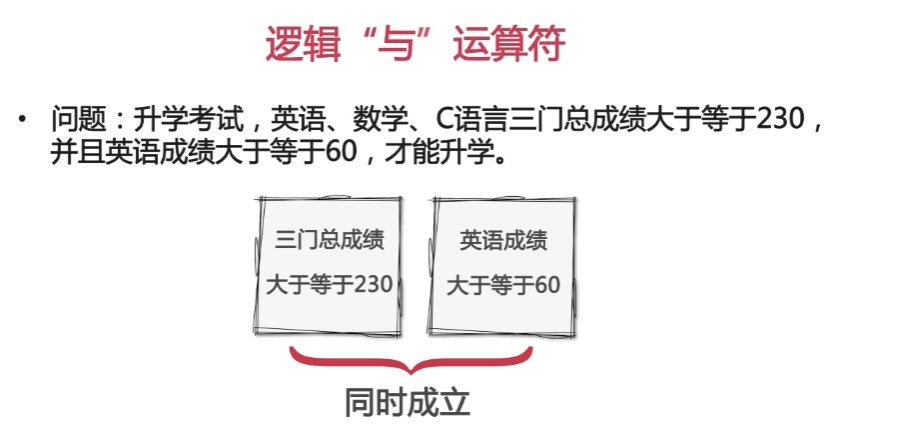 逻辑“与”运算符
• 问题：升学考试，英语、数学、C语言三门总成绩大于等于230，
并且英语成绩大于等于60，才能升学。
三门总成绩
大于等于230
英语成绩
大于等于60
同时成立